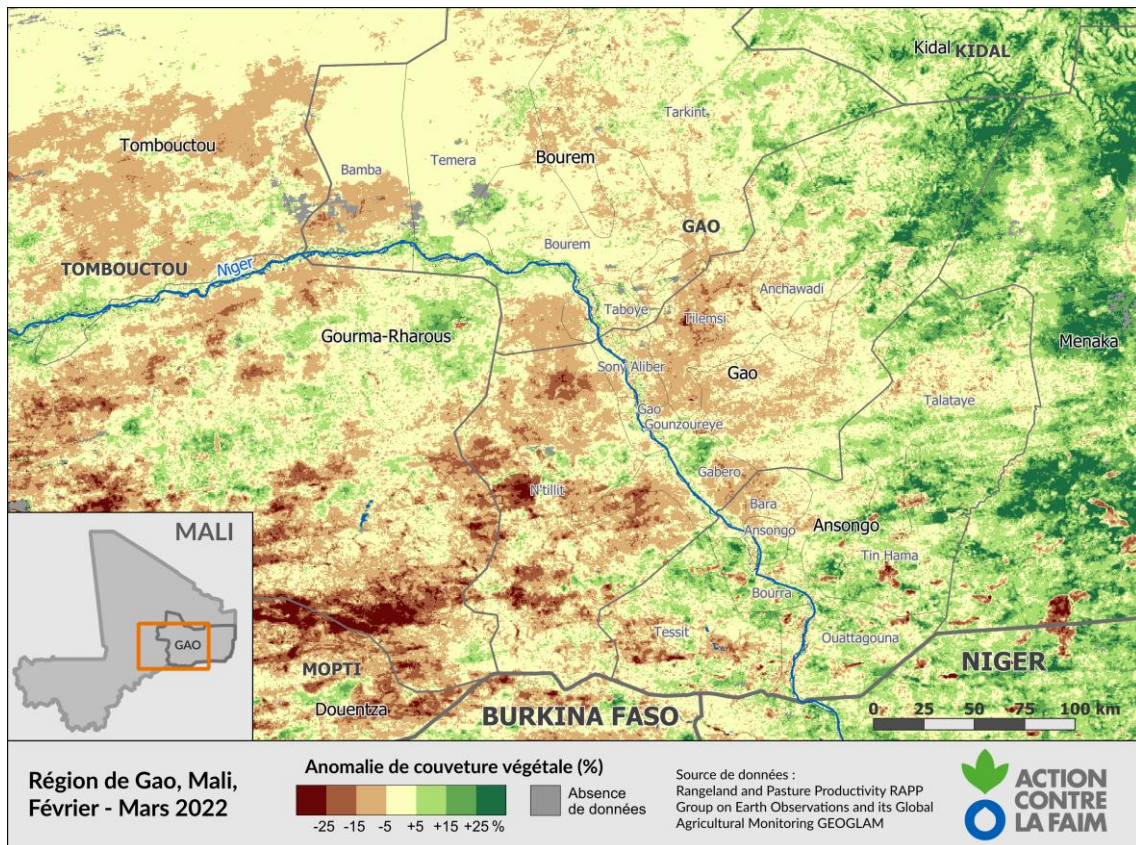 Kidal
KIDAL
Tarkint
Tombouctou
Bamba
Temera
Bourem
GAO
Bourem
TOMBOUCTOU
Niger
Anchawadi
Taboye
Tilemsi
Gourma-Rharous
Menaka
Sony Aliber
Gao
Talataye
Gao
Gounzoureye
Gabero
N'tillit
Bara
Ansongo
Ansongo
MALI
Tin Hama
Bourra
Tessit
Ouattagouna
GAO
MOPTI
NIGER
Douentza
BURKINA FASO
0 25 50 75 100 km
Région de Gao, Mali,
Février - Mars 2022
Anomalie de couveture végétale (%)
-25 -15 -5 +5 +15 +25 %
Absence
de données
Source de données :
Rangeland and Pasture Productivity RAPP
Group on Earth Observations and its Global
Agricultural Monitoring GEOGLAM
ACTION
CONTRE
LA FAIM